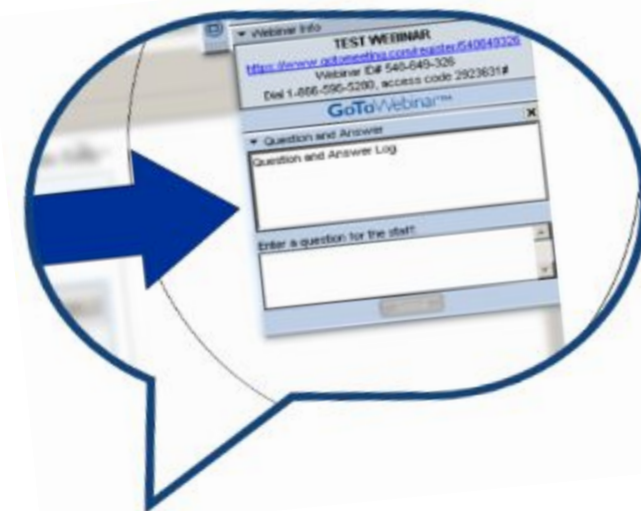 Webinar Info
TEST WEBINAR
https://www.gotomeeting.com/register/540649326
Webinar ID# 540-649-326
Dial 1-866-595-5280, access code 2923631#
GoToWebinar™
Question and Answer
Question and Answer Log
Enter a question for the staff: